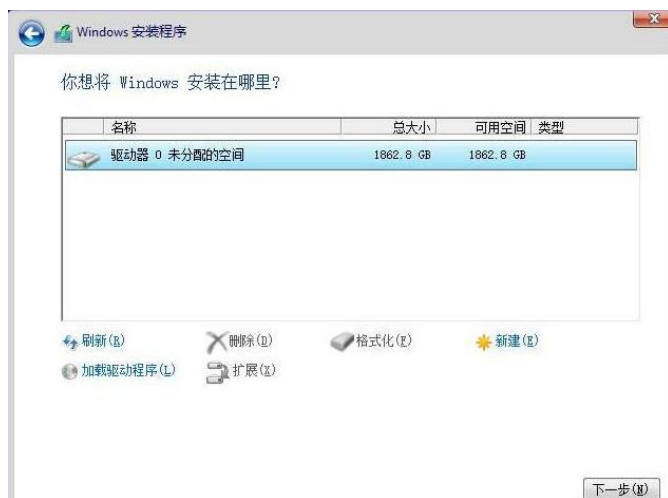 Windows 安装程序
你想将 Windows 安装在哪里?
名称 总大小 可用空间 类型
驱动器 0 未分配的空间 1862.8 GB 1862.8 GB
刷新(R) 删除(D) 格式化(F) 新建(E)
加载驱动程序(L) 扩展(X)
下一步(N)